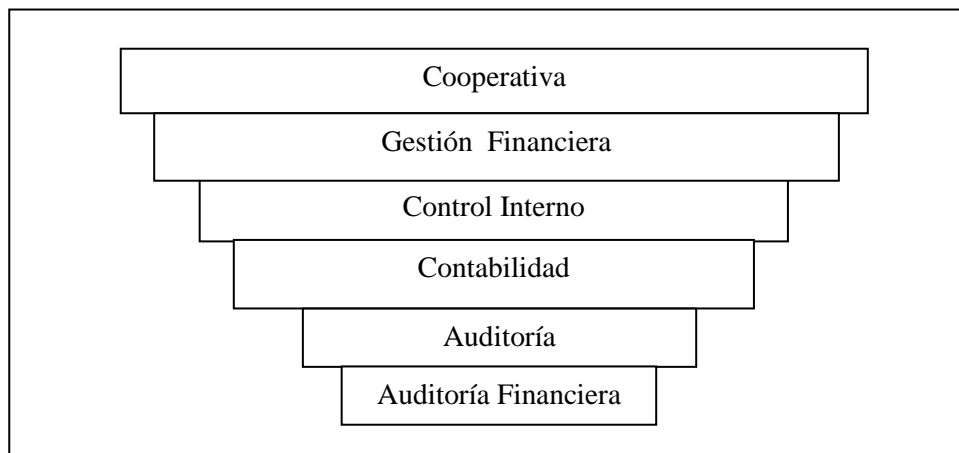 Cooperativa
Gestión  Financiera
Control Interno
Contabilidad
Auditoría
Auditoría Financiera